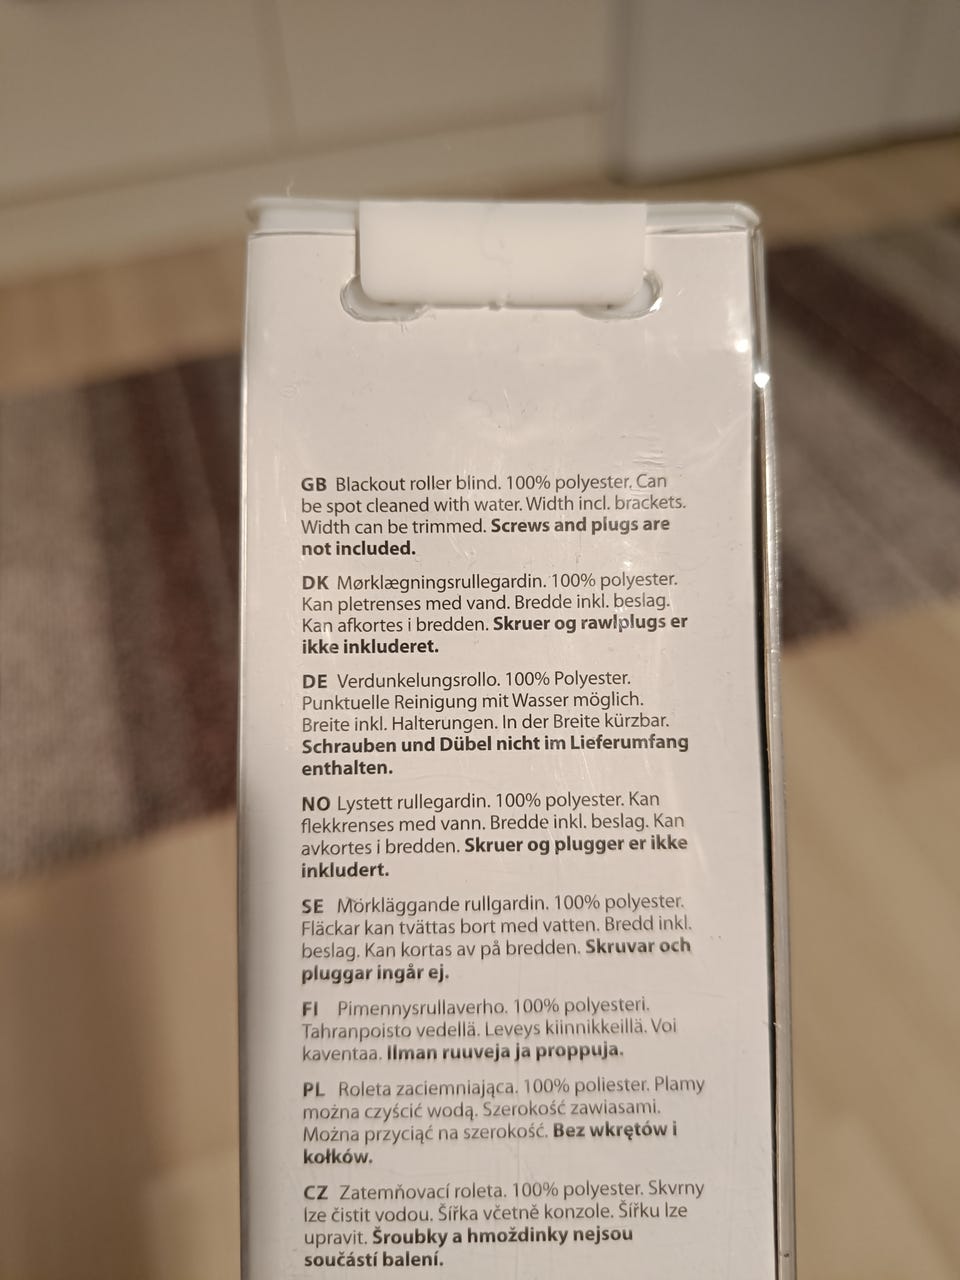 GB Blackout roller blind. 100% polyester. Can
be spot cleaned with water. Width incl. brackets.
Width can be trimmed. Screws and plugs are
not included.
DK Mørklægningsrullegardin. 100% polyester.
Kan pletrenses med vand. Bredde inkl. beslag.
Kan afkortes i bredden. Skruer og rawlplugs er
ikke inkluderet.
DE Verdunkelungsrollo. 100% Polyester.
Punktuelle Reinigung mit Wasser möglich.
Breite inkl. Halterungen. In der Breite kürzbar.
Schrauben und Dübel nicht im Lieferumfang
enthalten.
NO Lystett rullegardin. 100% polyester. Kan
flekkrenses med vann. Bredde inkl. beslag. Kan
avkortes i bredden. Skruer og plugger er ikke
inkludert.
SE Mörkläggande rullgardin. 100% polyester.
Fläckar kan tvättas bort med vatten. Bredd inkl.
beslag. Kan kortas av på bredden. Skruvar och
pluggar ingår ej.
FI Pimennysrullaverho. 100% polyesteri.
Tahranpoisto vedellä. Leveys kiinnikkeillä. Voi
kaventaa. Ilman ruuveja ja proppuja.
PL Roleta zaciemniająca. 100% poliester. Plamy
można czyścić wodą. Szerokość zawiasami.
Można przyciąć na szerokość. Bez wkrętów i
kołków.
CZ Zatemňovací roleta. 100% polyester. Skvrny
lze čistit vodou. Šířka včetně konzole. Šířku lze
upravit. Šroubky a hmoždinky nejsou
součástí balení.